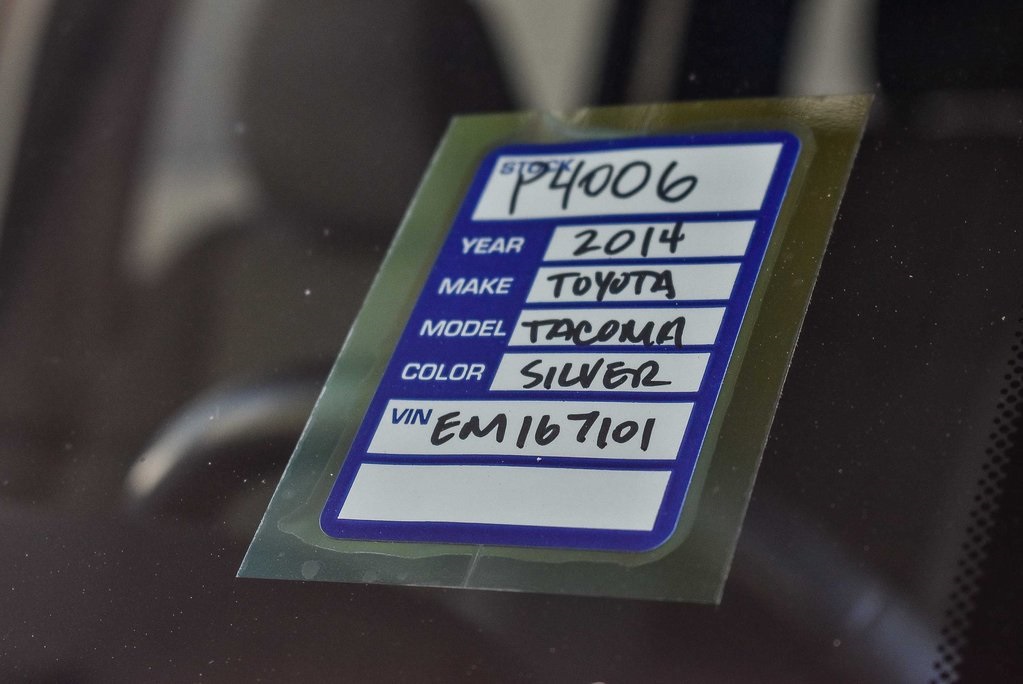 STOCK P4006
YEAR 2014
MAKE TOYOTA
MODEL TACOMA
COLOR SILVER
VIN EM167101